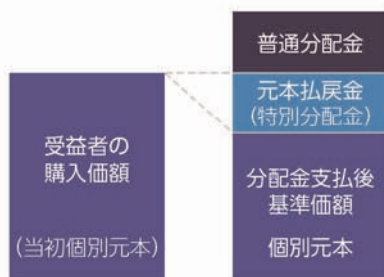 受益者の
購入価額
(当初個別元本)
普通分配金
元本払戻金
(特別分配金)
分配金支払後
基準価額
個別元本